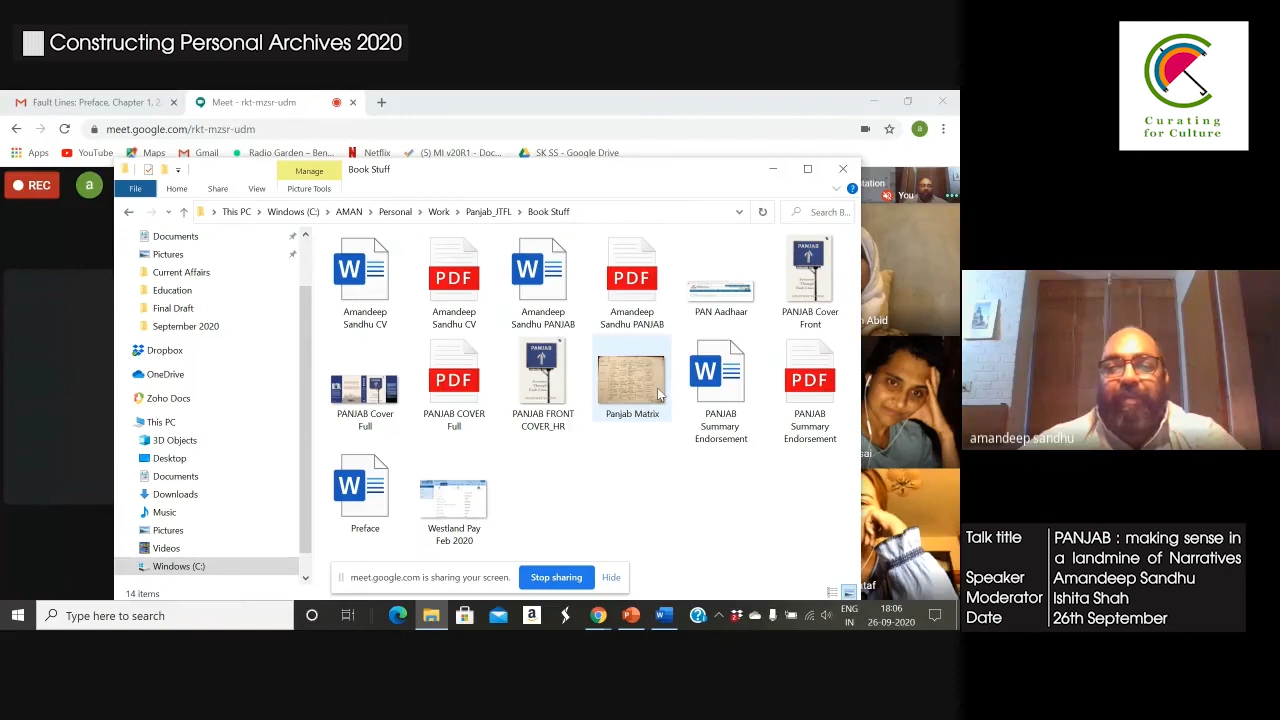 Constructing Personal Archives 2020
Curating
for Culture
Fault Lines: Preface, Chapter 1, 2
Meet - rkt-mzsr-udm
meet.google.com/rkt-mzsr-udm
Apps
YouTube
Maps
Gmail
Radio Garden – Ben...
Netflix
(5) MI v20R1 - Doc...
SK SS - Google Drive
REC
a
a
Manage
Book Stuff
You
File
Home
Share
View
Picture Tools
This PC
Windows (C:)
AMAN
Personal
Work
Panjab_JTFL
Book Stuff
Search B...
Documents
Pictures
Current Affairs
Education
Final Draft
September 2020
Dropbox
OneDrive
Zoho Docs
This PC
3D Objects
Desktop
Documents
Downloads
Music
Pictures
Videos
Windows (C:)
14 items
Amandeep
Sandhu CV
PDF
Amandeep
Sandhu CV
Amandeep
Sandhu PANJAB
PDF
Amandeep
Sandhu PANJAB
PAN Aadhaar
PANJAB
PANJAB Cover
Front
PANJAB Cover
Full
PDF
PANJAB COVER
Full
PANJAB
PANJAB FRONT
COVER_HR
Panjab Matrix
PANJAB
Summary
Endorsement
PDF
PANJAB
Summary
Endorsement
Preface
Westland Pay
Feb 2020
Abid
sai
amandeep sandhu
meet.google.com is sharing your screen.
Stop sharing
Hide
Type here to search
ENG
IN
18:06
26-09-2020
Talk title
PANJAB : making sense in
a landmine of Narratives
Speaker
Amandeep Sandhu
Moderator
Ishita Shah
Date
26th September